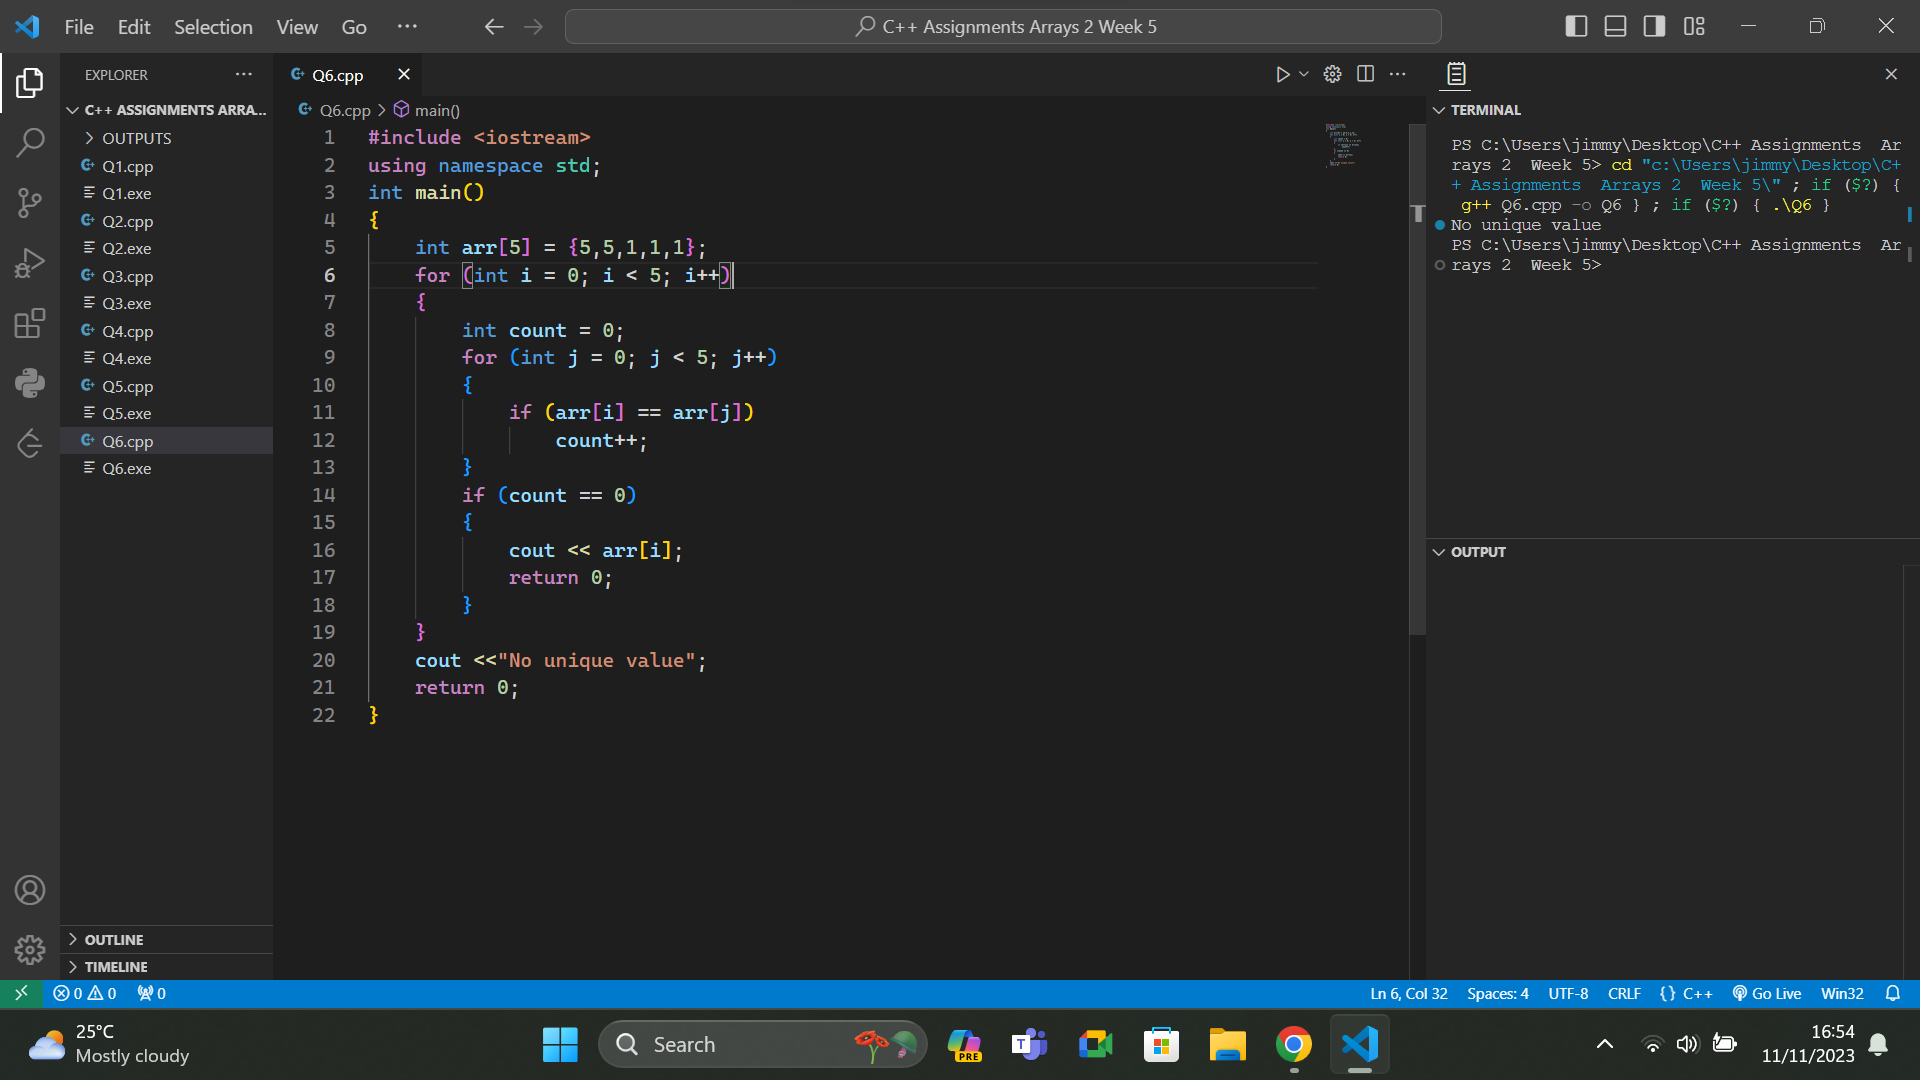 File Edit Selection View Go ···
C++ Assignments Arrays 2 Week 5
EXPLORER
C++ ASSIGNMENTS ARRA...
OUTPUTS
Q1.cpp
Q1.exe
Q2.cpp
Q2.exe
Q3.cpp
Q3.exe
Q4.cpp
Q4.exe
Q5.cpp
Q5.exe
Q6.cpp
Q6.exe
OUTLINE
TIMELINE
Q6.cpp
Q6.cpp > main()
1 #include <iostream>
2 using namespace std;
3 int main()
4 {
5 int arr[5] = {5,5,1,1,1};
6 for (int i = 0; i < 5; i++)
7 {
8 int count = 0;
9 for (int j = 0; j < 5; j++)
10 {
11 if (arr[i] == arr[j])
12 count++;
13 }
14 if (count == 0)
15 {
16 cout << arr[i];
17 return 0;
18 }
19 }
20 cout <<"No unique value";
21 return 0;
22 }
TERMINAL
PS C:\Users\jimmy\Desktop\C++ Assignments  Ar
rays 2  Week 5> cd "c:\Users\jimmy\Desktop\C+
+ Assignments  Arrays 2  Week 5\" ; if ($?) {
g++ Q6.cpp -o Q6 } ; if ($?) { .\Q6 }
No unique value
PS C:\Users\jimmy\Desktop\C++ Assignments  Ar
rays 2  Week 5>
OUTPUT
0 0 0
Ln 6, Col 32 Spaces: 4 UTF-8 CRLF {} C++ Go Live Win32
25°C
Mostly cloudy
Search
PRE
T
16:54
11/11/2023